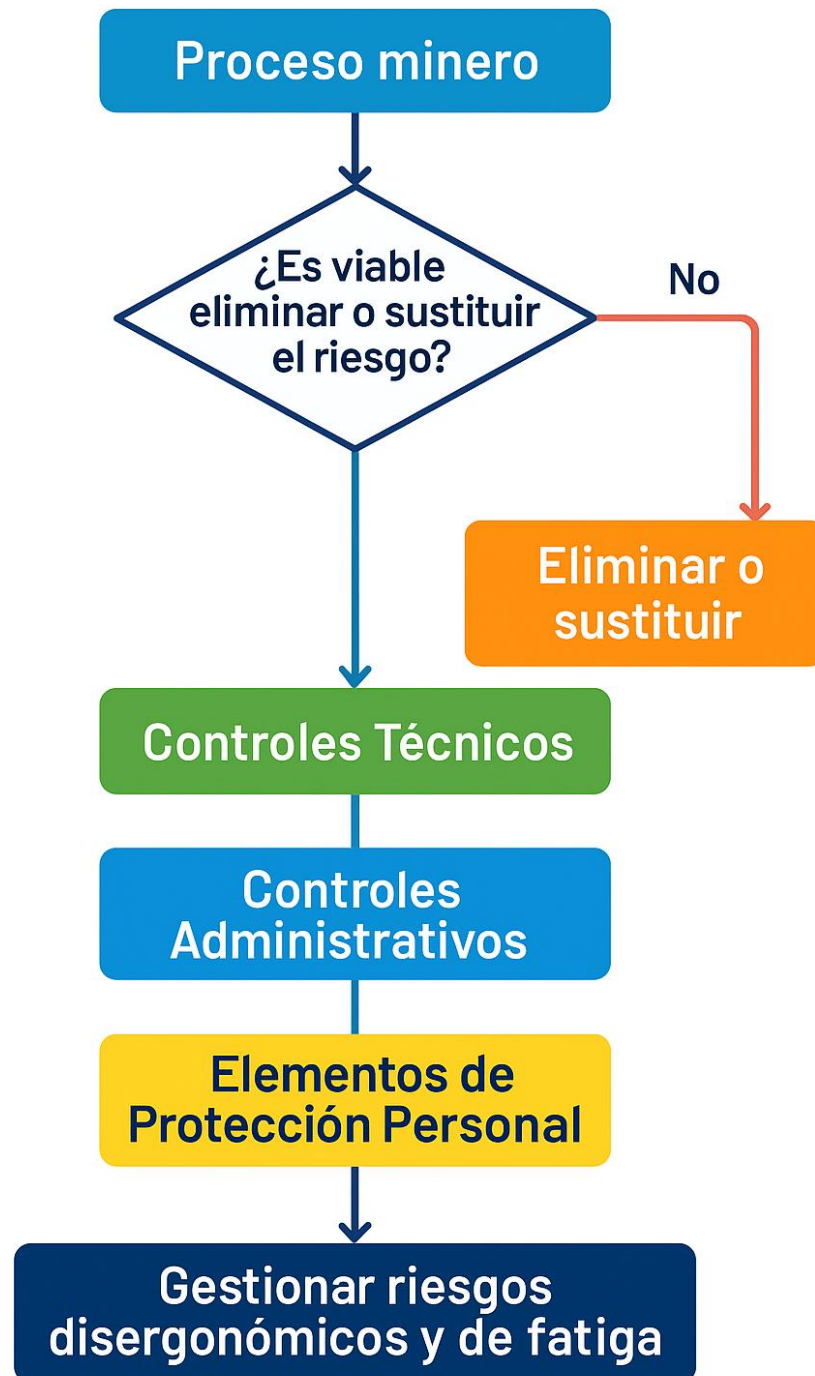 Proceso minero
¿Es viable
eliminar o sustituir
el riesgo?
No
Eliminar o
sustituir
Controles Técnicos
Controles
Administrativos
Elementos de
Protección Personal
Gestionar riesgos
disergonómicos y de fatiga